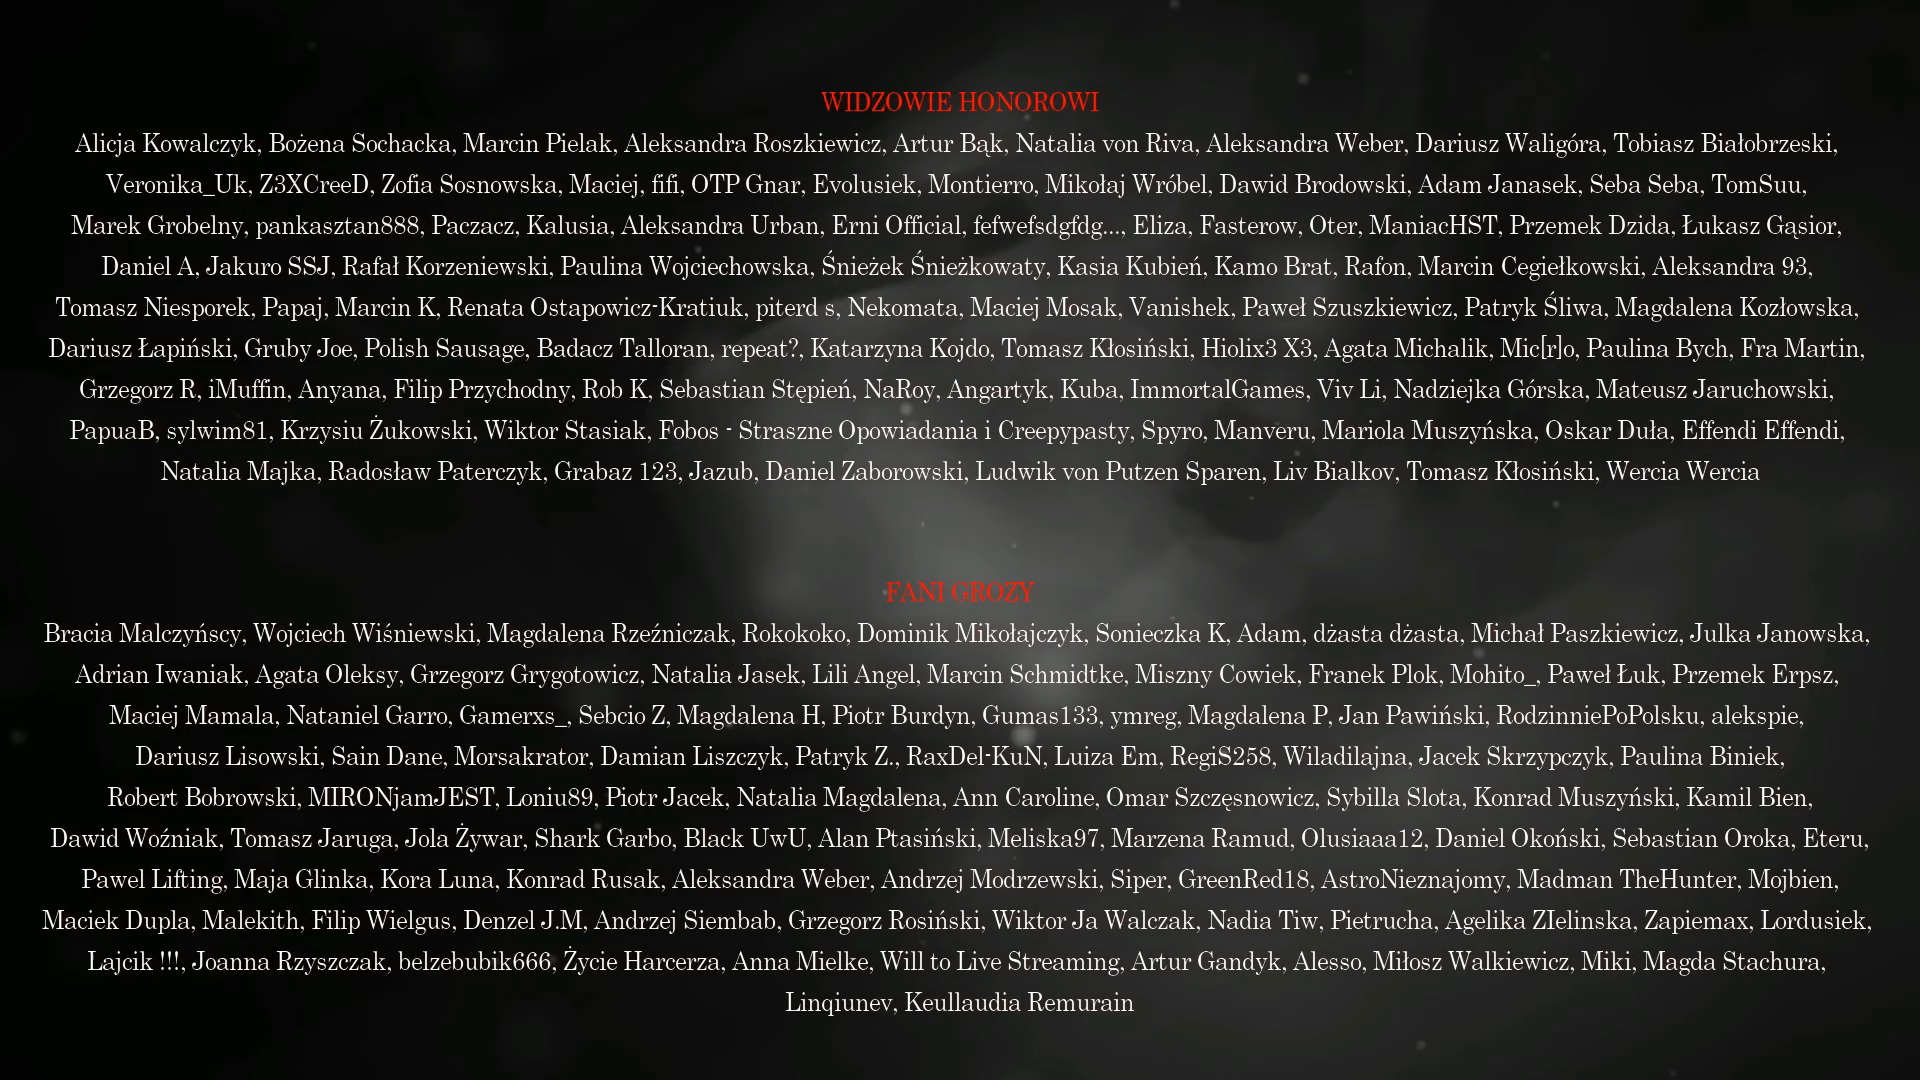 WIDZOWIE HONOROWI
Alicja Kowalczyk, Bożena Sochacka, Marcin Pielak, Aleksandra Roszkiewicz, Artur Bąk, Natalia von Riva, Aleksandra Weber, Dariusz Waligóra, Tobiasz Białobrzeski,
Veronika_Uk, Z3XCreeD, Zofia Sosnowska, Maciej, fifi, OTP Gnar, Evolusiek, Montierro, Mikołaj Wróbel, Dawid Brodowski, Adam Janasek, Seba Seba, TomSuu,
Marek Grobelny, pankasztan888, Paczacz, Kalusia, Aleksandra Urban, Erni Official, fefwefsdgfdg..., Eliza, Fasterow, Oter, ManiacHST, Przemek Dzida, Łukasz Gąsior,
Daniel A, Jakuro SSJ, Rafał Korzeniewski, Paulina Wojciechowska, Śnieżek Śnieżkowaty, Kasia Kubień, Kamo Brat, Rafon, Marcin Cegiełkowski, Aleksandra 93,
Tomasz Niesporek, Papaj, Marcin K, Renata Ostapowicz-Kratiuk, piterd s, Nekomata, Maciej Mosak, Vanishek, Paweł Szuszkiewicz, Patryk Śliwa, Magdalena Kozłowska,
Dariusz Łapiński, Gruby Joe, Polish Sausage, Badacz Talloran, repeat?, Katarzyna Kojdo, Tomasz Kłosiński, Hiolix3 X3, Agata Michalik, Mic[r]o, Paulina Bych, Fra Martin,
Grzegorz R, iMuffin, Anyana, Filip Przychodny, Rob K, Sebastian Stępień, NaRoy, Angartyk, Kuba, ImmortalGames, Viv Li, Nadziejka Górska, Mateusz Jaruchowski,
PapuaB, sylwim81, Krzysiu Żukowski, Wiktor Stasiak, Fobos - Straszne Opowiadania i Creepypasty, Spyro, Manveru, Mariola Muszyńska, Oskar Duła, Effendi Effendi,
Natalia Majka, Radosław Paterczyk, Grabaz 123, Jazub, Daniel Zaborowski, Ludwik von Putzen Sparen, Liv Bialkov, Tomasz Kłosiński, Wercia Wercia
FANI GROZY
Bracia Malczyńscy, Wojciech Wiśniewski, Magdalena Rzeźniczak, Rokokoko, Dominik Mikołajczyk, Sonieczka K, Adam, dżasta dżasta, Michał Paszkiewicz, Julka Janowska,
Adrian Iwaniak, Agata Oleksy, Grzegorz Grygotowicz, Natalia Jasek, Lili Angel, Marcin Schmidtke, Miszny Cowiek, Franek Plok, Mohito_, Paweł Łuk, Przemek Erpsz,
Maciej Mamala, Nataniel Garro, Gamerxs_, Sebcio Z, Magdalena H, Piotr Burdyn, Gumas133, ymreg, Magdalena P, Jan Pawiński, RodzinniePoPolsku, alekspie,
Dariusz Lisowski, Sain Dane, Morsakrator, Damian Liszczyk, Patryk Z., RaxDel-KuN, Luiza Em, RegiS258, Wiladilajna, Jacek Skrzypczyk, Paulina Biniek,
Robert Bobrowski, MIRONjamJEST, Loniu89, Piotr Jacek, Natalia Magdalena, Ann Caroline, Omar Szczęsnowicz, Sybilla Slota, Konrad Muszyński, Kamil Bien,
Dawid Woźniak, Tomasz Jaruga, Jola Żywar, Shark Garbo, Black UwU, Alan Ptasiński, Meliska97, Marzena Ramud, Olusiaaa12, Daniel Okoński, Sebastian Oroka, Eteru,
Pawel Lifting, Maja Glinka, Kora Luna, Konrad Rusak, Aleksandra Weber, Andrzej Modrzewski, Siper, GreenRed18, AstroNieznajomy, Madman TheHunter, Mojbien,
Maciek Dupla, Malekith, Filip Wielgus, Denzel J.M, Andrzej Siembab, Grzegorz Rosiński, Wiktor Ja Walczak, Nadia Tiw, Pietrucha, Agelika ZIelinska, Zapiemax, Lordusiek,
Lajcik !!!, Joanna Rzyszczak, belzebubik666, Życie Harcerza, Anna Mielke, Will to Live Streaming, Artur Gandyk, Alesso, Miłosz Walkiewicz, Miki, Magda Stachura,
Linqiunev, Keullaudia Remurain